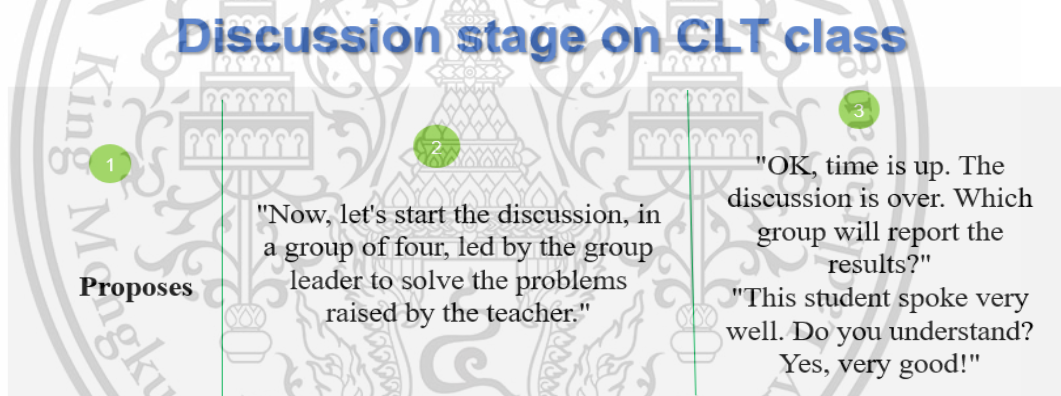 Discussion stage on CLT class
1
Proposes
2
"Now, let's start the discussion, in
a group of four, led by the group
leader to solve the problems
raised by the teacher."
3
"OK, time is up. The
discussion is over. Which
group will report the
results?"
"This student spoke very
well. Do you understand?
Yes, very good!"
King Mongku